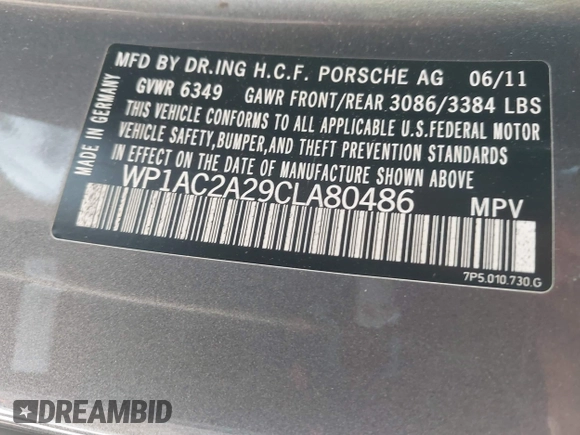 MFD BY DR.ING H.C.F. PORSCHE AG 06/11
GVWR 6349 GAWR FRONT/REAR 3086/3384 LBS
THIS VEHICLE CONFORMS TO ALL APPLICABLE U.S.FEDERAL MOTOR
VEHICLE SAFETY,BUMPER,AND THEFT PREVENTION STANDARDS
IN EFFECT ON THE DATE OF MANUFACTURE SHOWN ABOVE
WP1AC2A29CLA80486 MPV
7P5.010.730.G
MADE IN GERMANY
DREAMBID